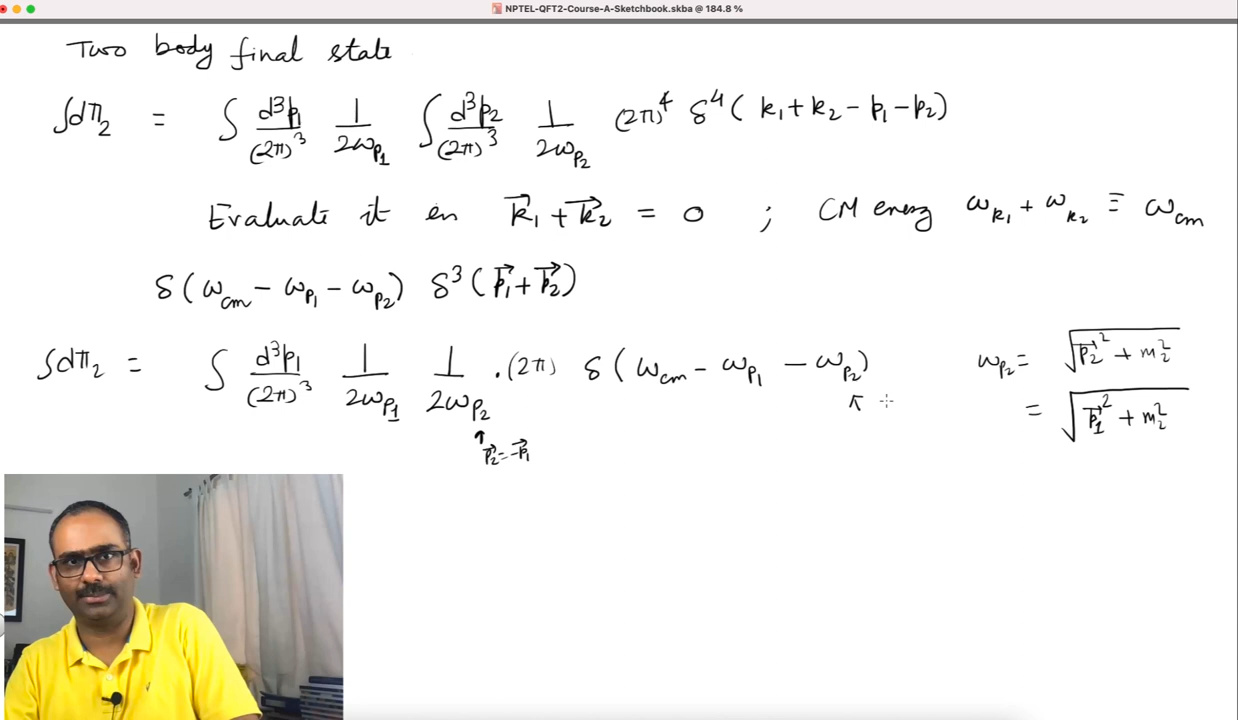 NPTEL-QFT2-Course-A-Sketchbook.skba @ 184.8 %
Two body final state
∫dπ₂ = ∫ d³p₁/(2π)³ 1/2ω_p₁ ∫ d³p₂/(2π)³ 1/2ω_p₂ (2π)⁴ δ⁴(k₁+k₂−p₁−p₂)
Evaluate it in k⃗₁+k⃗₂ = 0 ; CM energy ω_k₁ + ω_k₂ ≡ ω_cm
δ(ω_cm − ω_p₁ − ω_p₂) δ³(p⃗₁+p⃗₂)
∫dπ₂ = ∫ d³p₁/(2π)³ 1/2ω_p₁ 1/2ω_p₂ .(2π) δ(ω_cm − ω_p₁ − ω_p₂) ω_p₂ = √(p⃗₂² + m₂²)
↑ p⃗₂=−p⃗₁ ↖ = √(p⃗₁² + m₂²)